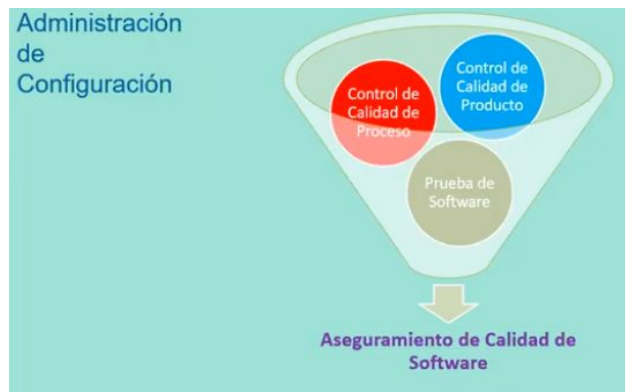 Administración
de
Configuración
Control de
Calidad de
Proceso
Control de
Calidad de
Producto
Prueba de
Software
Aseguramiento de Calidad de
Software